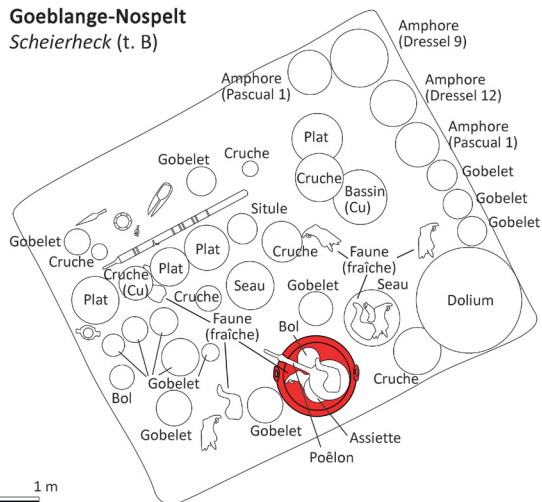 Goeblange-Nospelt
Scheierheck (t. B)
Amphore
(Dressel 9)
Amphore
(Pascual 1)
Amphore
(Dressel 12)
Amphore
(Pascual 1)
Plat
Gobelet
Cruche
Cruche
Gobelet
Bassin
(Cu)
Gobelet
Situle
Gobelet
Gobelet
Cruche
Plat
Cruche
Faune
(fraîche)
Cruche
(Cu)
Plat
Seau
Seau
Gobelet
Plat
Cruche
Dolium
Faune
(fraîche)
Bol
Gobelet
Bol
Cruche
Gobelet
Gobelet
Assiette
Poêlon
1 m